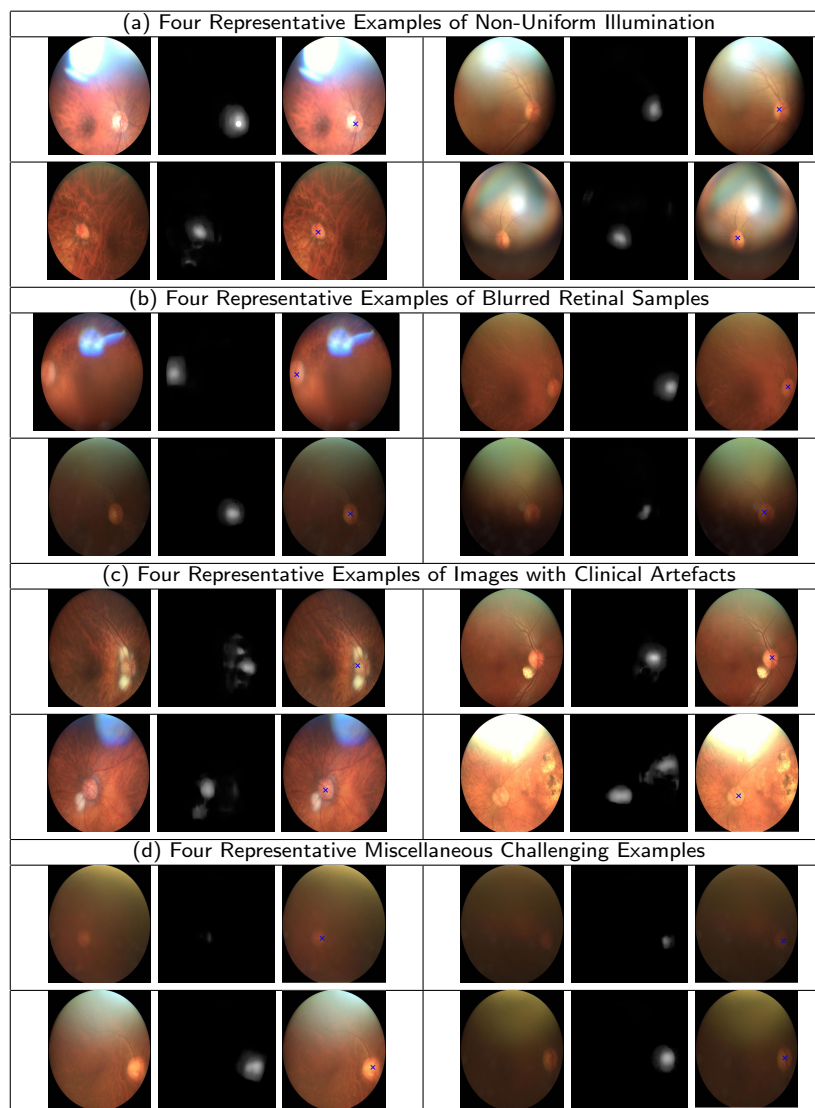 (a) Four Representative Examples of Non-Uniform Illumination
(b) Four Representative Examples of Blurred Retinal Samples
(c) Four Representative Examples of Images with Clinical Artefacts
(d) Four Representative Miscellaneous Challenging Examples